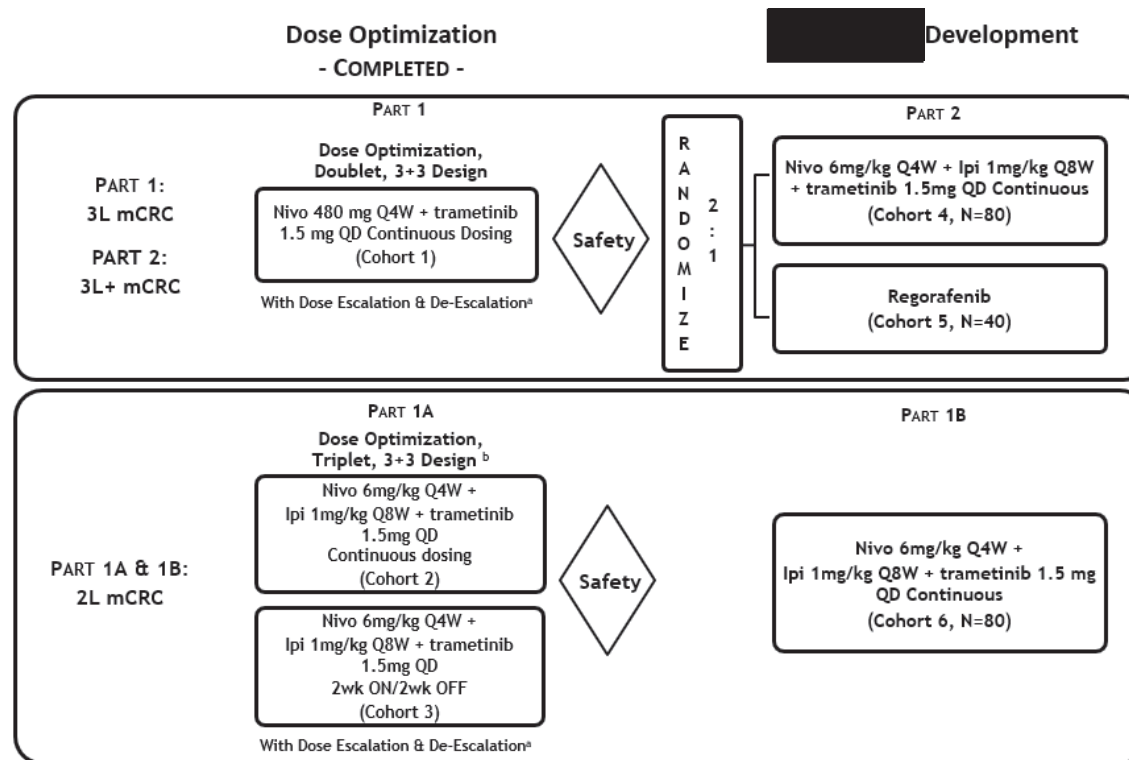 Dose Optimization
- COMPLETED -
Development
PART 1
PART 1:
3L mCRC
PART 2:
3L+ mCRC
Dose Optimization,
Doublet, 3+3 Design
Nivo 480 mg Q4W + trametinib
1.5 mg QD Continuous Dosing
(Cohort 1)
With Dose Escalation & De-Escalationᵃ
Safety
RANDOMIZE
2:1
PART 2
Nivo 6mg/kg Q4W + Ipi 1mg/kg Q8W
+ trametinib 1.5mg QD Continuous
(Cohort 4, N=80)
Regorafenib
(Cohort 5, N=40)
PART 1A & 1B:
2L mCRC
PART 1A
Dose Optimization,
Triplet, 3+3 Design ᵇ
Nivo 6mg/kg Q4W +
Ipi 1mg/kg Q8W + trametinib
1.5mg QD
Continuous dosing
(Cohort 2)
Nivo 6mg/kg Q4W +
Ipi 1mg/kg Q8W + trametinib
1.5mg QD
2wk ON/2wk OFF
(Cohort 3)
With Dose Escalation & De-Escalationᵃ
Safety
PART 1B
Nivo 6mg/kg Q4W +
Ipi 1mg/kg Q8W + trametinib 1.5 mg
QD Continuous
(Cohort 6, N=80)